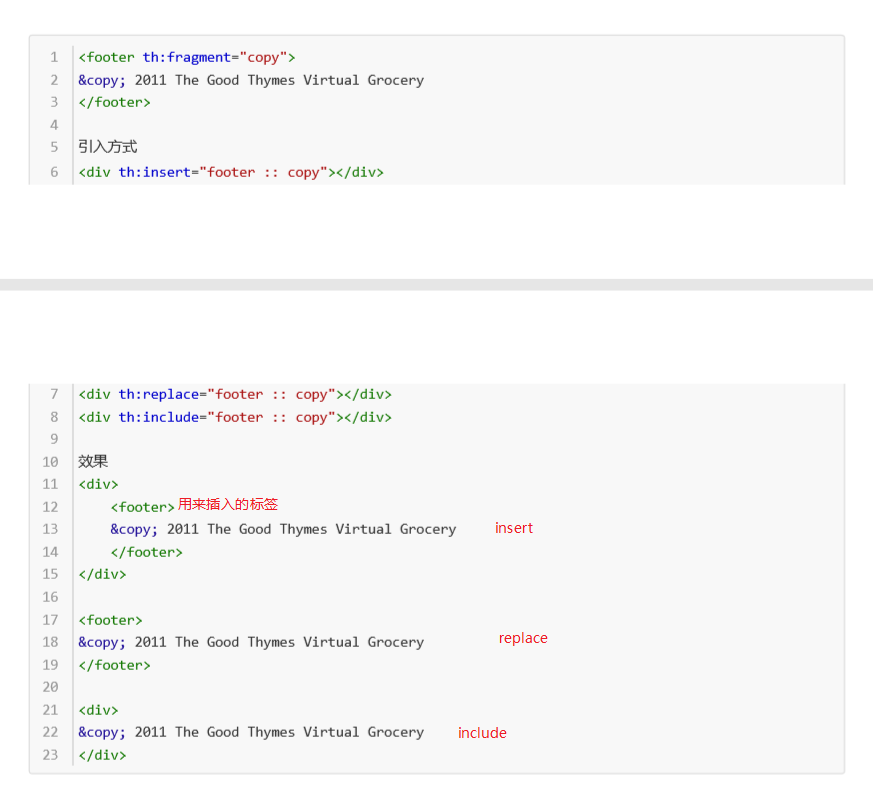 1 <footer th:fragment="copy">
2 &copy; 2011 The Good Thymes Virtual Grocery
3 </footer>
4
5 引入方式
6 <div th:insert="footer :: copy"></div>
7 <div th:replace="footer :: copy"></div>
8 <div th:include="footer :: copy"></div>
9
10 效果
11 <div>
12 <footer> 用来插入的标签
13 &copy; 2011 The Good Thymes Virtual Grocery insert
14 </footer>
15 </div>
16
17 <footer>
18 &copy; 2011 The Good Thymes Virtual Grocery replace
19 </footer>
20
21 <div>
22 &copy; 2011 The Good Thymes Virtual Grocery include
23 </div>